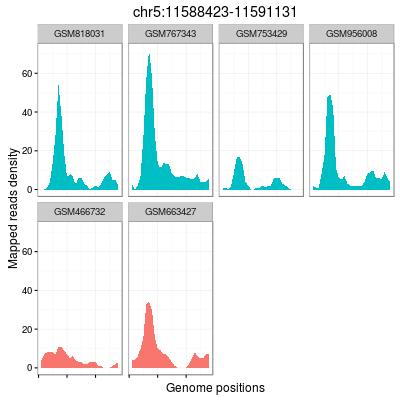 chr5:11588423-11591131
GSM818031 GSM767343 GSM753429 GSM956008
60
40
20
0
GSM466732 GSM663427
60
40
20
0
Mapped reads density
Genome positions